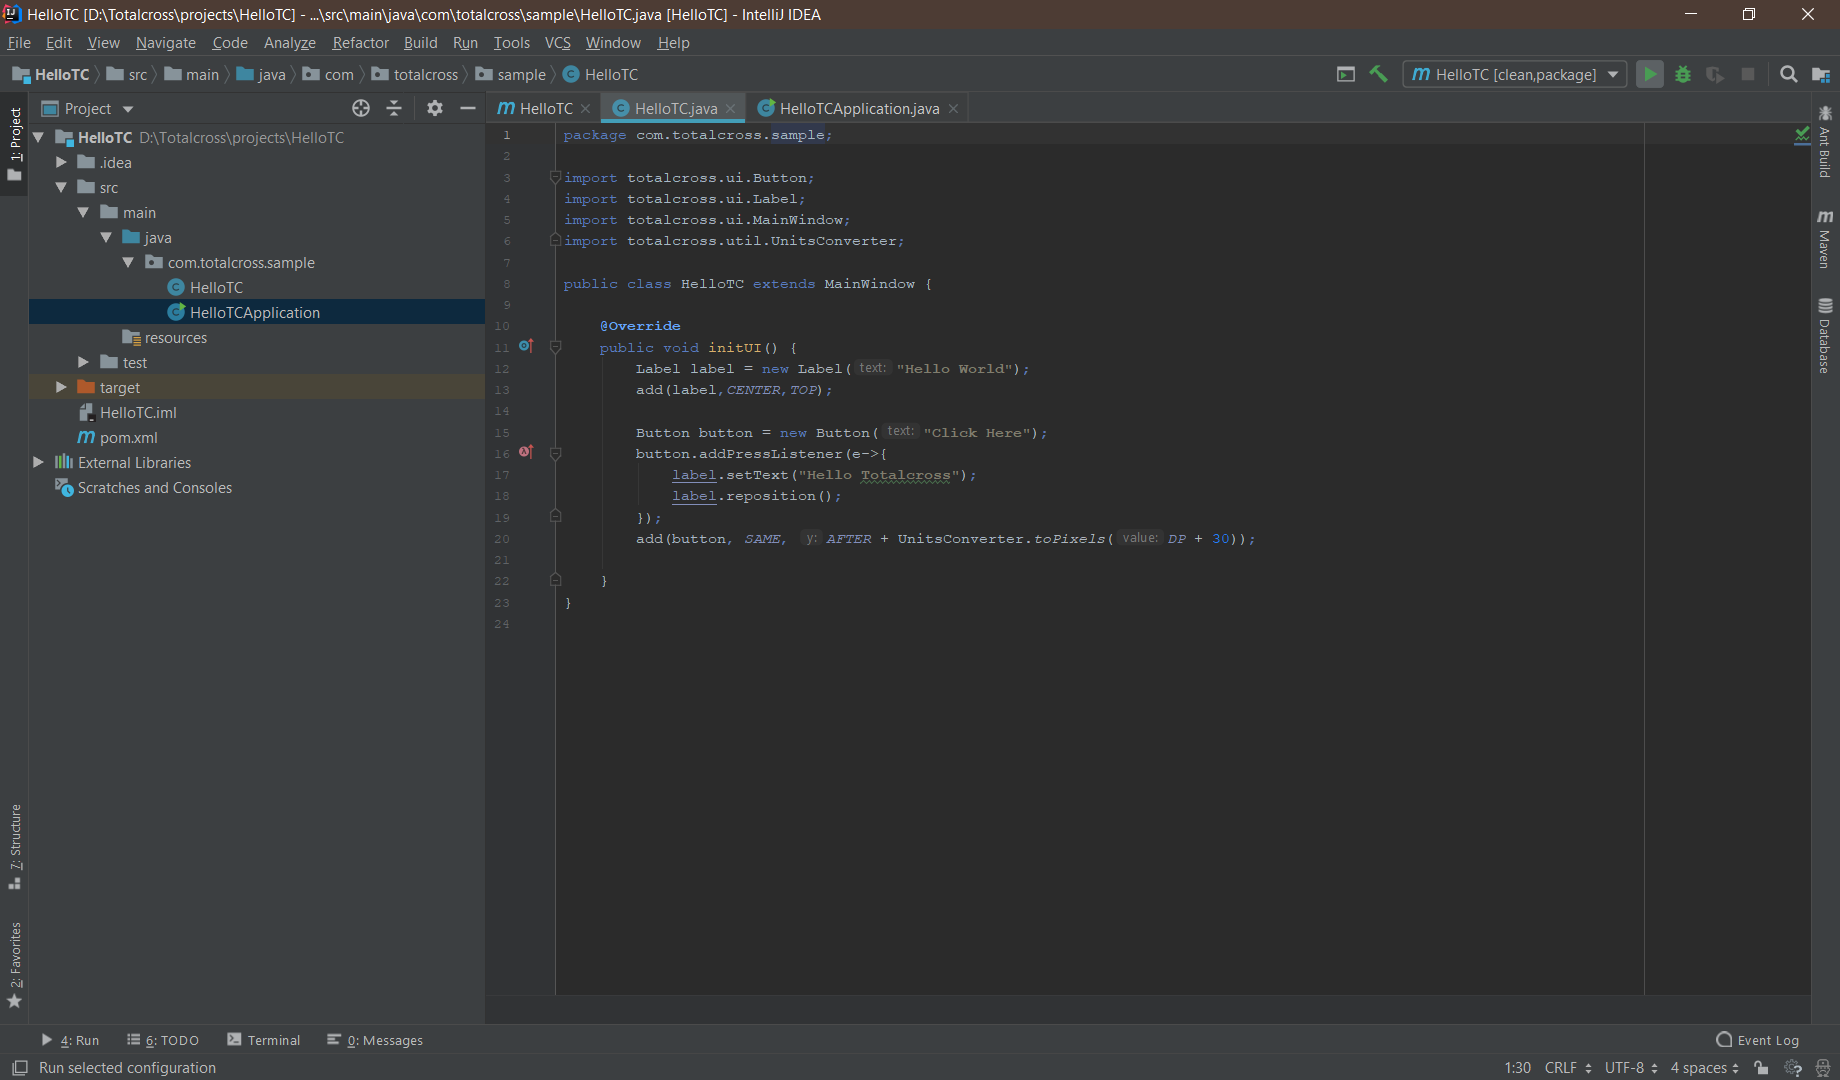 HelloTC [D:\Totalcross\projects\HelloTC] - ...\src\main\java\com\totalcross\sample\HelloTC.java [HelloTC] - IntelliJ IDEA
File Edit View Navigate Code Analyze Refactor Build Run Tools VCS Window Help
HelloTC src main java com totalcross sample HelloTC
HelloTC [clean,package]
Project
HelloTC HelloTC.java HelloTCApplication.java
1: Project
7: Structure
2: Favorites
HelloTC D:\Totalcross\projects\HelloTC
.idea
src
main
java
com.totalcross.sample
HelloTC
HelloTCApplication
resources
test
target
HelloTC.iml
pom.xml
External Libraries
Scratches and Consoles
1 package com.totalcross.sample;
2
3 import totalcross.ui.Button;
4 import totalcross.ui.Label;
5 import totalcross.ui.MainWindow;
6 import totalcross.util.UnitsConverter;
7
8 public class HelloTC extends MainWindow {
9
10 @Override
11 public void initUI() {
12 Label label = new Label( text: "Hello World");
13 add(label,CENTER,TOP);
14
15 Button button = new Button( text: "Click Here");
16 button.addPressListener(e->{
17 label.setText("Hello Totalcross");
18 label.reposition();
19 });
20 add(button, SAME, y: AFTER + UnitsConverter.toPixels( value: DP + 30));
21
22 }
23 }
24
Ant Build
Maven
Database
4: Run 6: TODO Terminal 0: Messages Event Log
Run selected configuration 1:30 CRLF UTF-8 4 spaces